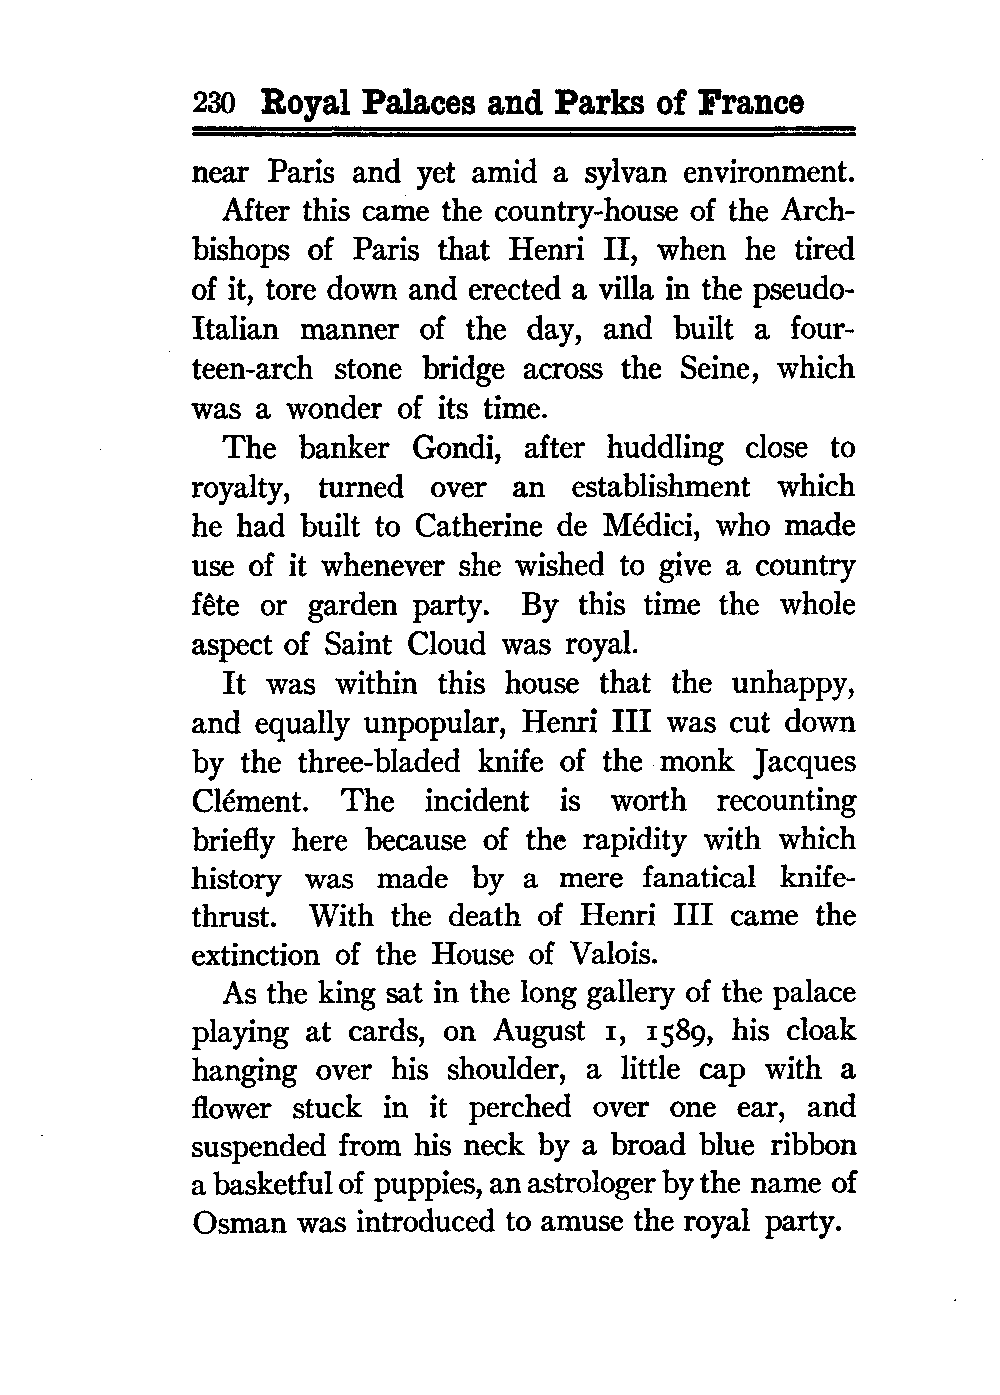 230 Royal Palaces and Parks of France
near Paris and yet amid a sylvan environment.
After this came the country-house of the Arch-
bishops of Paris that Henri II, when he tired
of it, tore down and erected a villa in the pseudo-
Italian manner of the day, and built a four-
teen-arch stone bridge across the Seine, which
was a wonder of its time.
The banker Gondi, after huddling close to
royalty, turned over an establishment which
he had built to Catherine de Médici, who made
use of it whenever she wished to give a country
fête or garden party. By this time the whole
aspect of Saint Cloud was royal.
It was within this house that the unhappy,
and equally unpopular, Henri III was cut down
by the three-bladed knife of the monk Jacques
Clément. The incident is worth recounting
briefly here because of the rapidity with which
history was made by a mere fanatical knife-
thrust. With the death of Henri III came the
extinction of the House of Valois.
As the king sat in the long gallery of the palace
playing at cards, on August 1, 1589, his cloak
hanging over his shoulder, a little cap with a
flower stuck in it perched over one ear, and
suspended from his neck by a broad blue ribbon
a basketful of puppies, an astrologer by the name of
Osman was introduced to amuse the royal party.